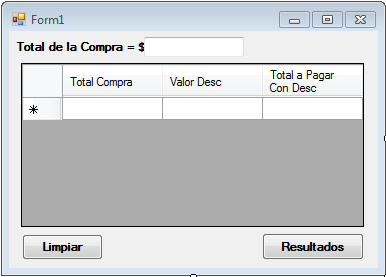 Form1
Total de la Compra = $
Total Compra
Valor Desc
Total a Pagar
Con Desc
*
Limpiar
Resultados